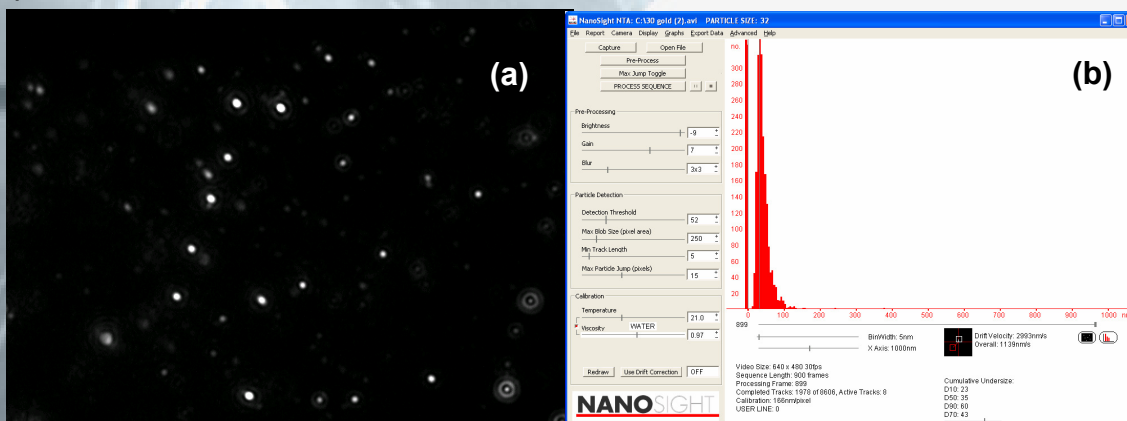 (a)
NanoSight NTA: C:\30 gold (2).avi PARTICLE SIZE: 32
File Report Camera Display Graphs Export Data Advanced Help
Capture Open File
Pre-Process
Max Jump Toggle
PROCESS SEQUENCE
Pre-Processing
Brightness
-9
Gain
7
Blur
3x3
Particle Detection
Detection Threshold
52
Max Blob Size (pixel area)
250
Min Track Length
5
Max Particle Jump (pixels)
15
Calibration
Temperature
21.0
Viscosity WATER
0.97
Redraw Use Drift Correction OFF
NANOSIGHT
(b)
no.
300
280
260
240
220
200
180
160
140
120
100
80
60
40
20
0 100 200 300 400 500 600 700 800 900 1000
899
BinWidth: 5nm
X Axis: 1000nm
Drift Velocity: 2993nm/s
Overall: 1139nm/s
Video Size: 640 x 480 30fps
Sequence Length: 900 frames
Processing Frame: 899
Completed Tracks: 1978 of 8606, Active Tracks: 8
Calibration: 166nm/pixel
USER LINE: 0
Cumulative Undersize:
D10: 23
D50: 35
D90: 60
D70: 43